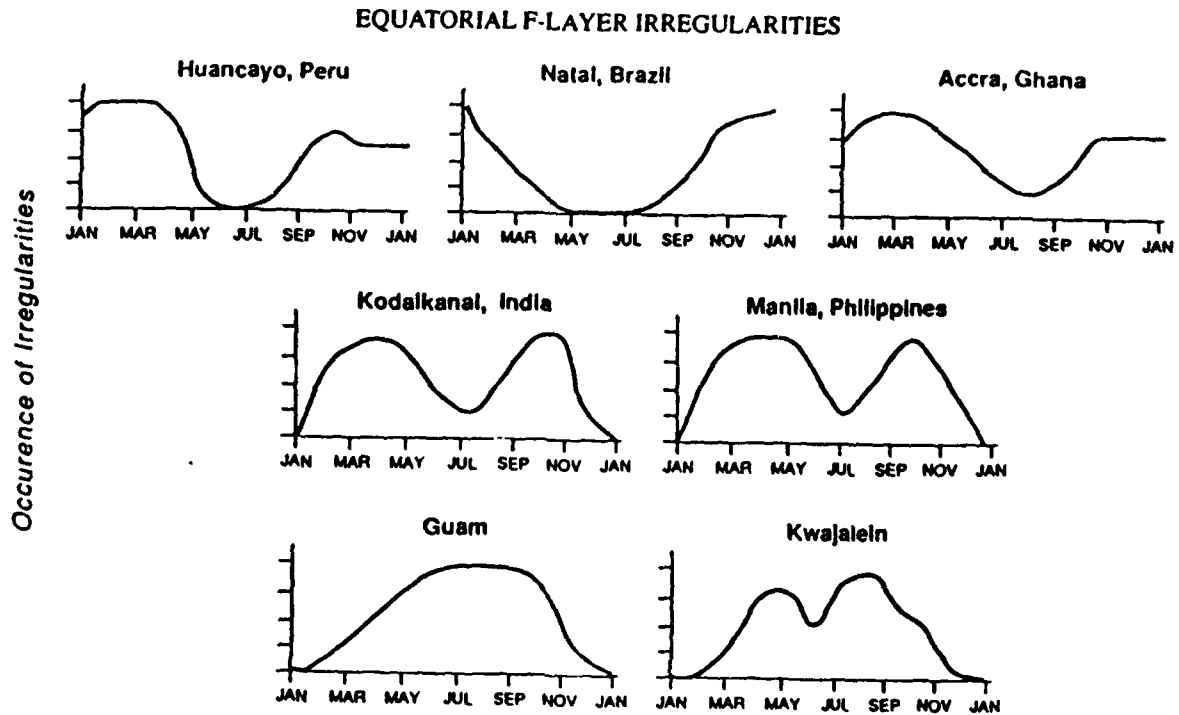 EQUATORIAL F-LAYER IRREGULARITIES
Huancayo, Peru
Natal, Brazil
Accra, Ghana
JAN MAR MAY JUL SEP NOV JAN
JAN MAR MAY JUL SEP NOV JAN
JAN MAR MAY JUL SEP NOV JAN
Occurence of Irregularities
Kodaikanal, India
Manila, Philippines
JAN MAR MAY JUL SEP NOV JAN
JAN MAR MAY JUL SEP NOV JAN
Guam
Kwajalein
JAN MAR MAY JUL SEP NOV JAN
JAN MAR MAY JUL SEP NOV JAN